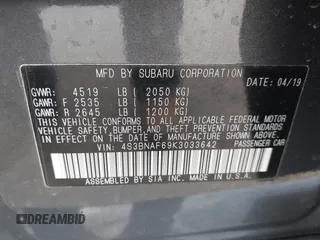 MFD BY SUBARU CORPORATION
GVWR: 4519 LB ( 2050 KG) DATE: 04/19
GAWR: F 2535 LB ( 1150 KG)
GAWR: R 2645 LB ( 1200 KG)
THIS VEHICLE CONFORMS TO ALL APPLICABLE FEDERAL MOTOR VEHICLE
SAFETY, BUMPER, AND THEFT PREVENTION STANDARDS
IN EFFECT ON THE DATE OF MANUFACTURE SHOWN ABOVE.
VIN: 4S3BNAF69K3033642 PASSENGER CAR
ASSEMBLED BY SIA INC. MADE IN U.S.A.
© DREAMBID